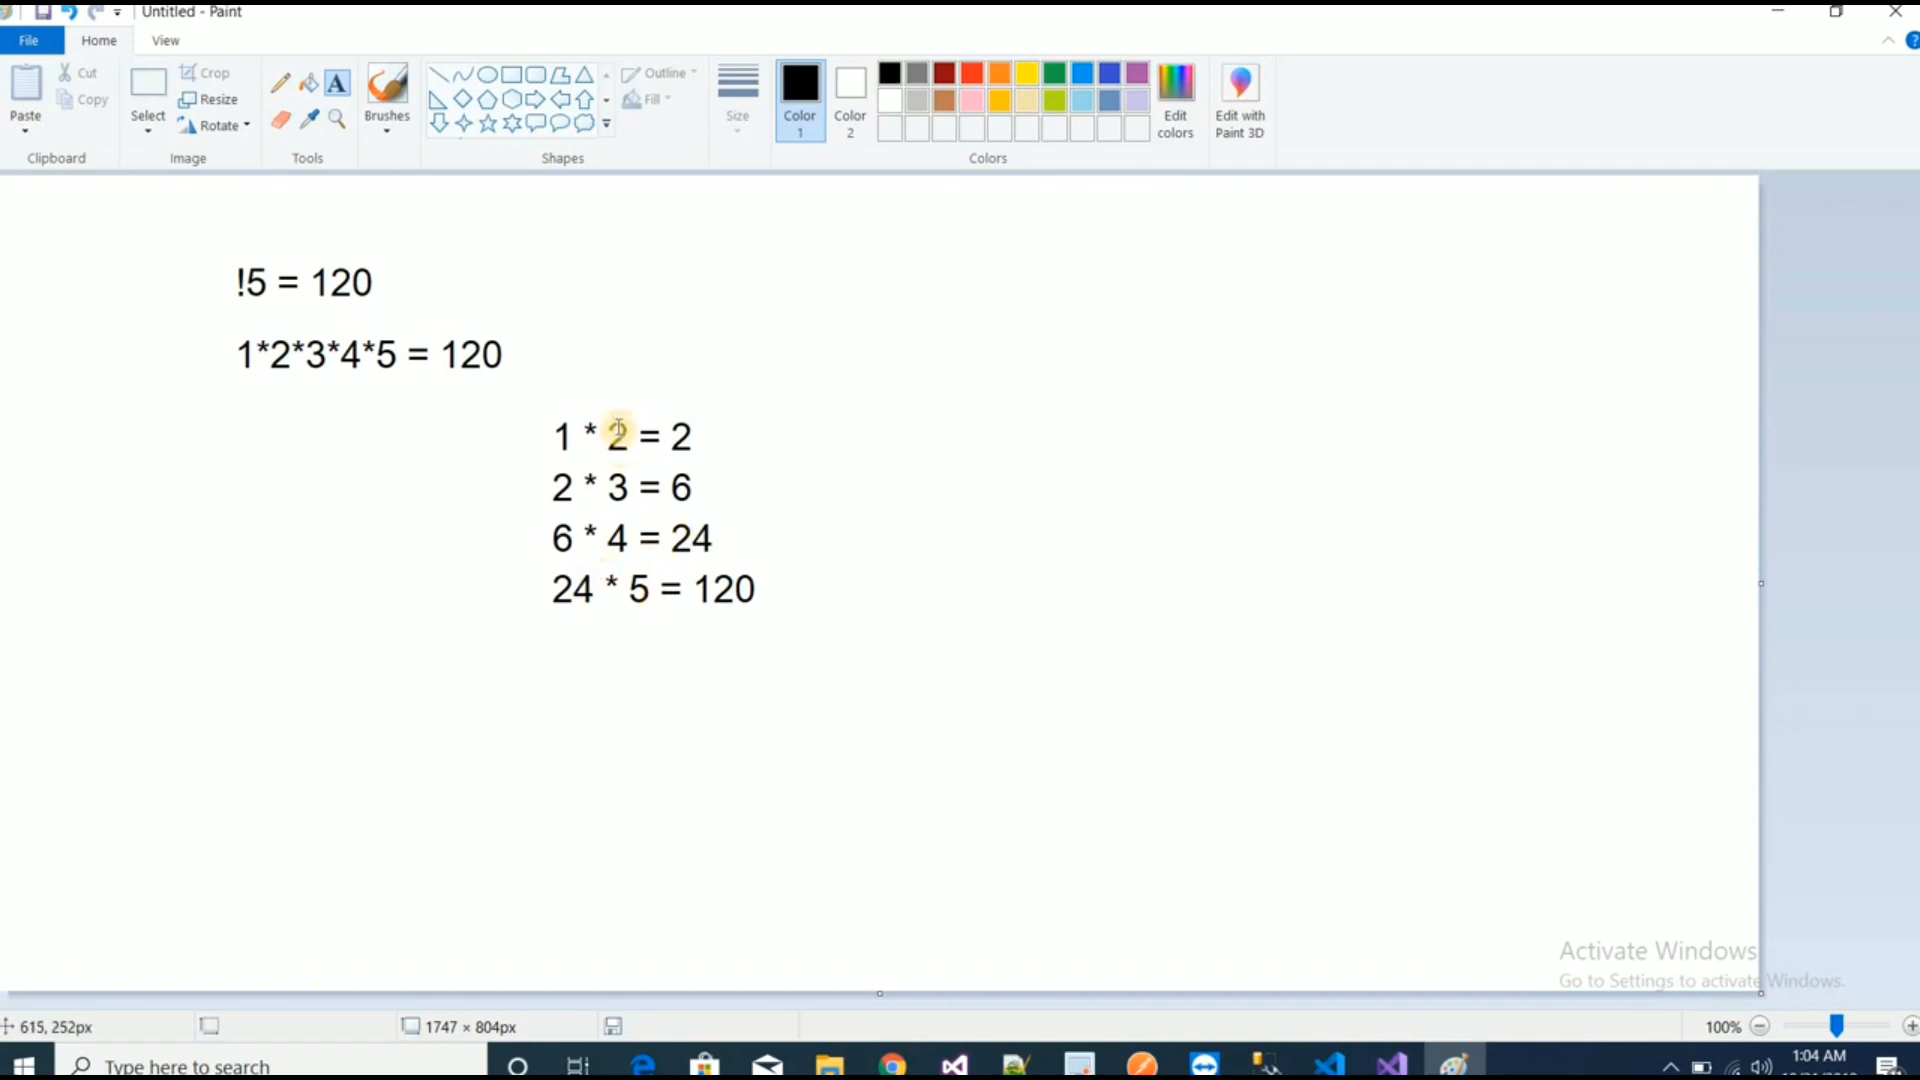 Untitled - Paint
File Home View
Paste
Cut
Copy
Clipboard
Select
Crop
Resize
Rotate
Image
Tools
Brushes
Shapes
Outline
Fill
Size
Color 1
Color 2
Colors
Edit colors
Edit with Paint 3D
!5 = 120
1*2*3*4*5 = 120
1 * 2 = 2
2 * 3 = 6
6 * 4 = 24
24 * 5 = 120
Activate Windows
Go to Settings to activate Windows.
615, 252px
1747 × 804px
100%
Type here to search
1:04 AM